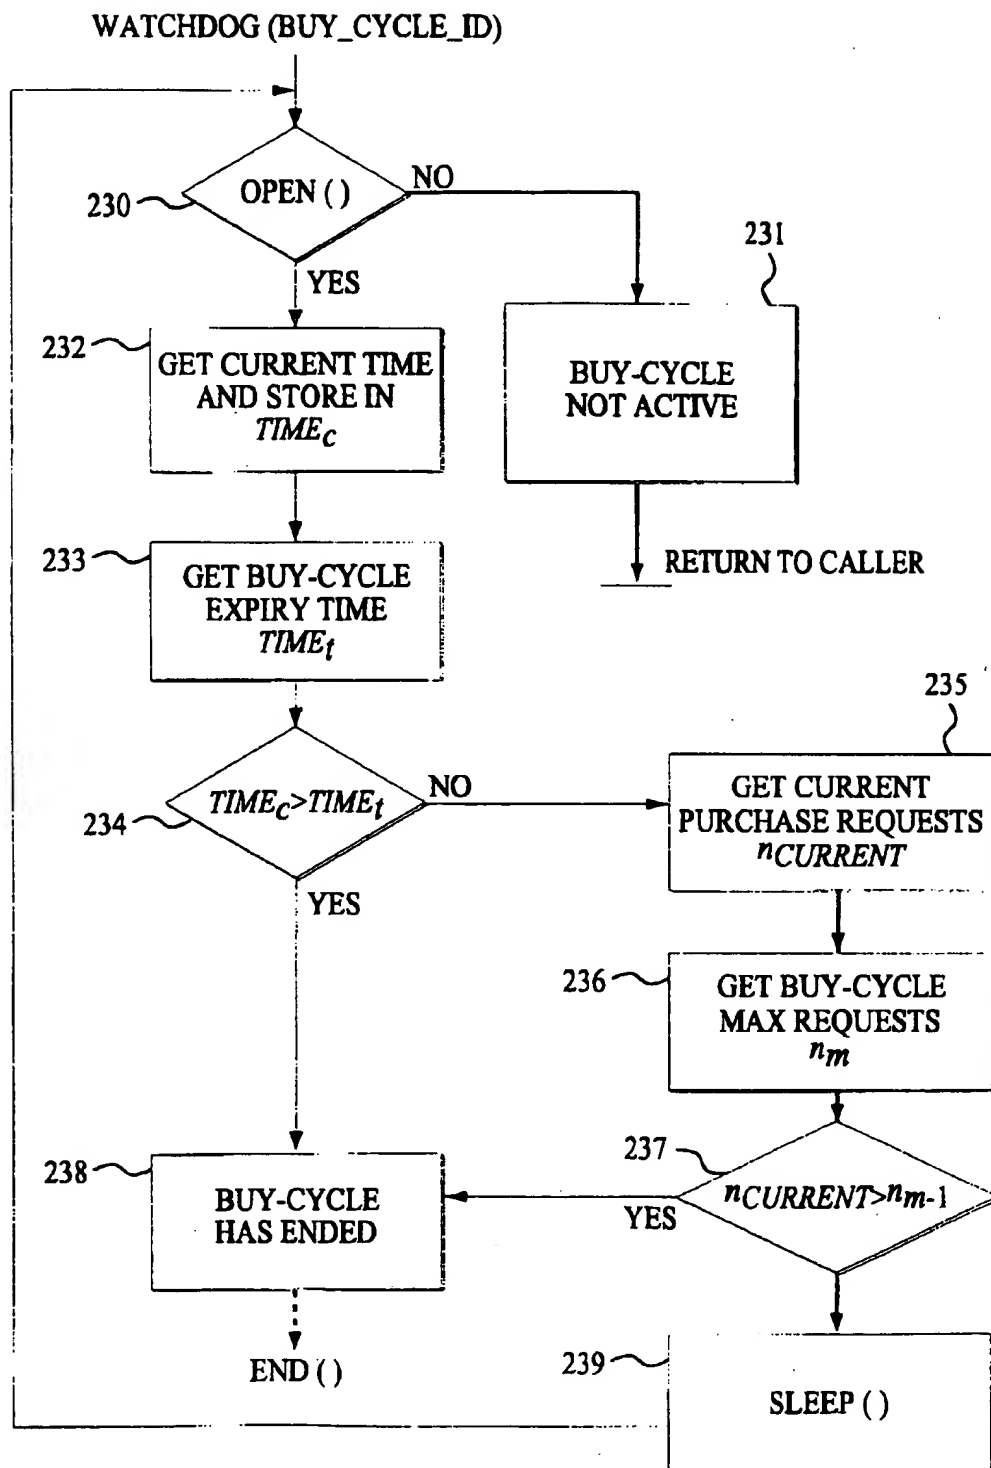 WATCHDOG (BUY_CYCLE_ID)
OPEN ( )
NO
230
YES
231
232
GET CURRENT TIME
AND STORE IN
TIMEc
BUY-CYCLE
NOT ACTIVE
233
GET BUY-CYCLE
EXPIRY TIME
TIMEt
RETURN TO CALLER
235
TIMEc>TIMEt
NO
234
YES
GET CURRENT
PURCHASE REQUESTS
nCURRENT
236
GET BUY-CYCLE
MAX REQUESTS
nm
237
nCURRENT>nm-1
YES
238
BUY-CYCLE
HAS ENDED
END ( )
239
SLEEP ( )